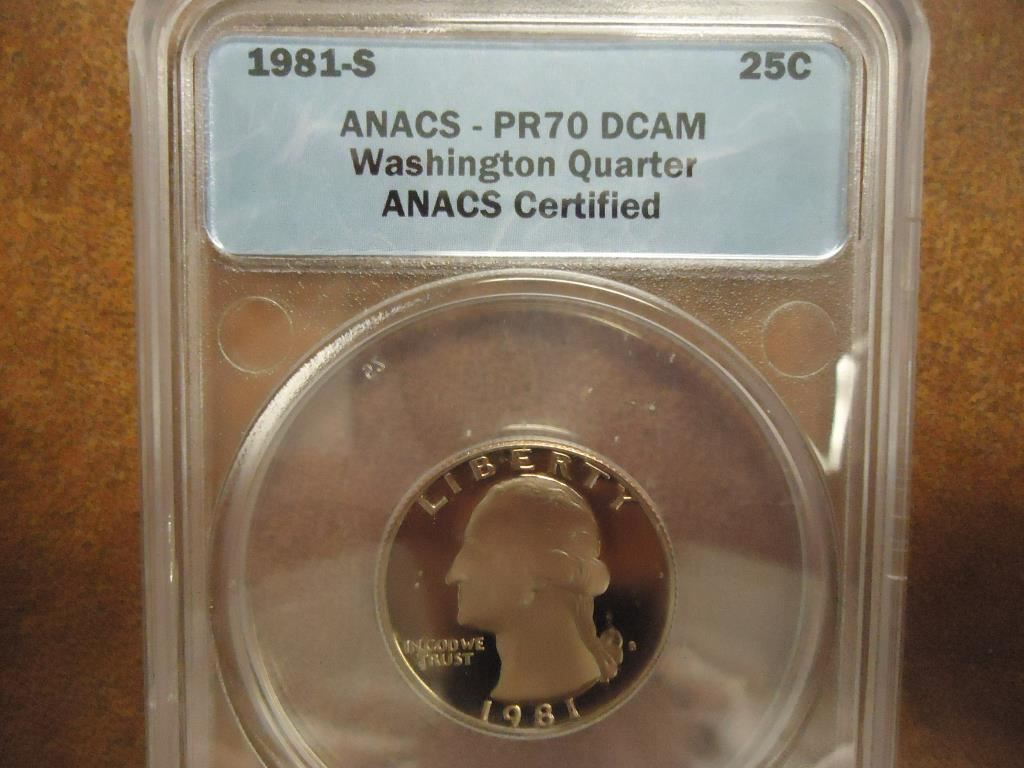 1981-S 25C
ANACS - PR70 DCAM
Washington Quarter
ANACS Certified
LIBERTY
IN GOD WE
TRUST
1981